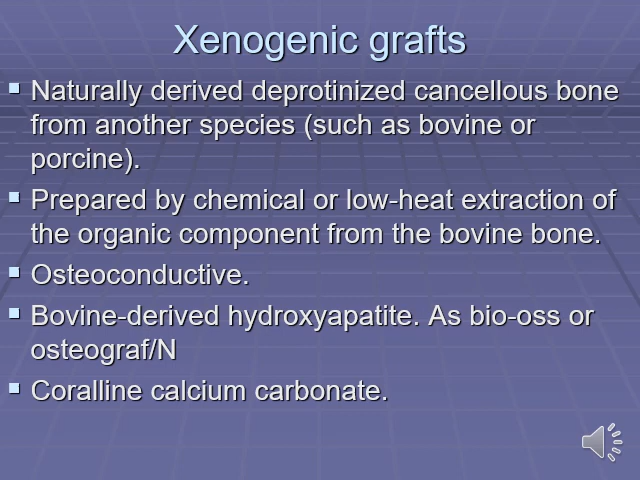 Xenogenic grafts
Naturally derived deprotinized cancellous bone
from another species (such as bovine or
porcine).
Prepared by chemical or low-heat extraction of
the organic component from the bovine bone.
Osteoconductive.
Bovine-derived hydroxyapatite. As bio-oss or
osteograf/N
Coralline calcium carbonate.